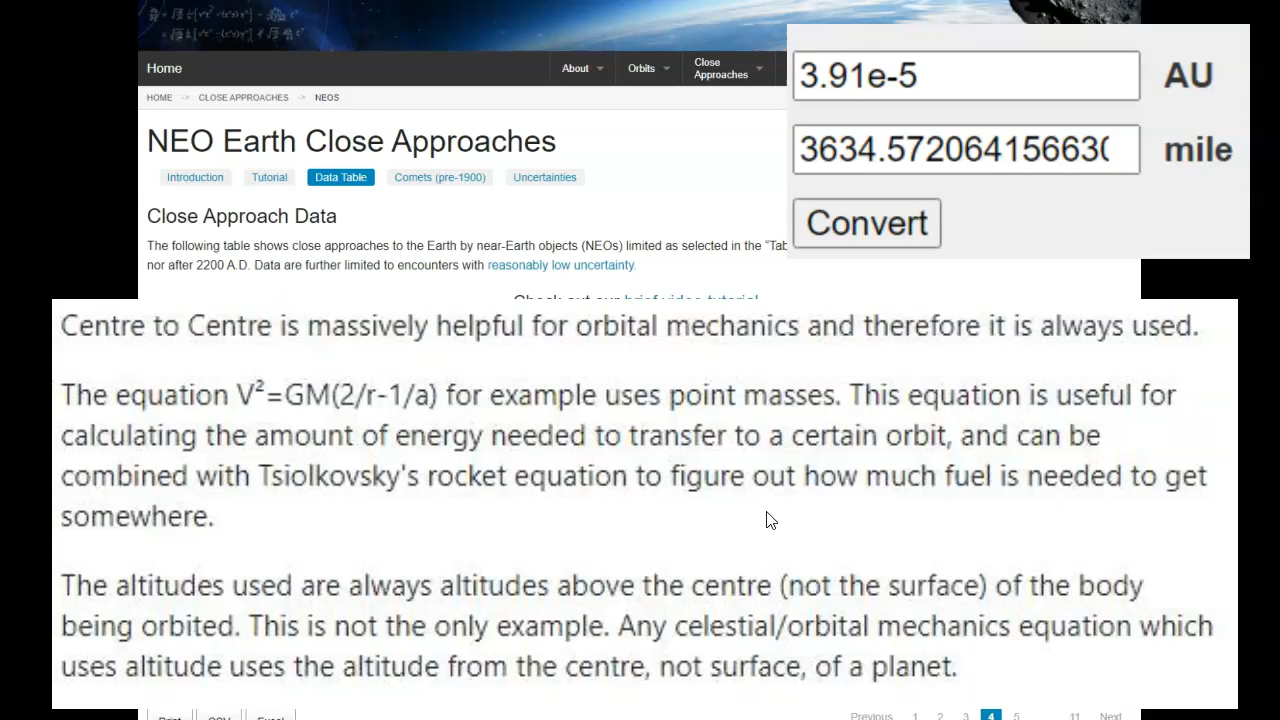 Home
About
Orbits
Close
Approaches
HOME -> CLOSE APPROACHES -> NEOS
3.91e-5 AU
3634.572064156630 mile
Convert
NEO Earth Close Approaches
Introduction Tutorial Data Table Comets (pre-1900) Uncertainties
Close Approach Data
The following table shows close approaches to the Earth by near-Earth objects (NEOs) limited as selected in the “Tab
nor after 2200 A.D. Data are further limited to encounters with reasonably low uncertainty.
Centre to Centre is massively helpful for orbital mechanics and therefore it is always used.
The equation V²=GM(2/r-1/a) for example uses point masses. This equation is useful for
calculating the amount of energy needed to transfer to a certain orbit, and can be
combined with Tsiolkovsky's rocket equation to figure out how much fuel is needed to get
somewhere.
The altitudes used are always altitudes above the centre (not the surface) of the body
being orbited. This is not the only example. Any celestial/orbital mechanics equation which
uses altitude uses the altitude from the centre, not surface, of a planet.
Print CSV Excel
Previous 1 2 3 4 5 11 Next